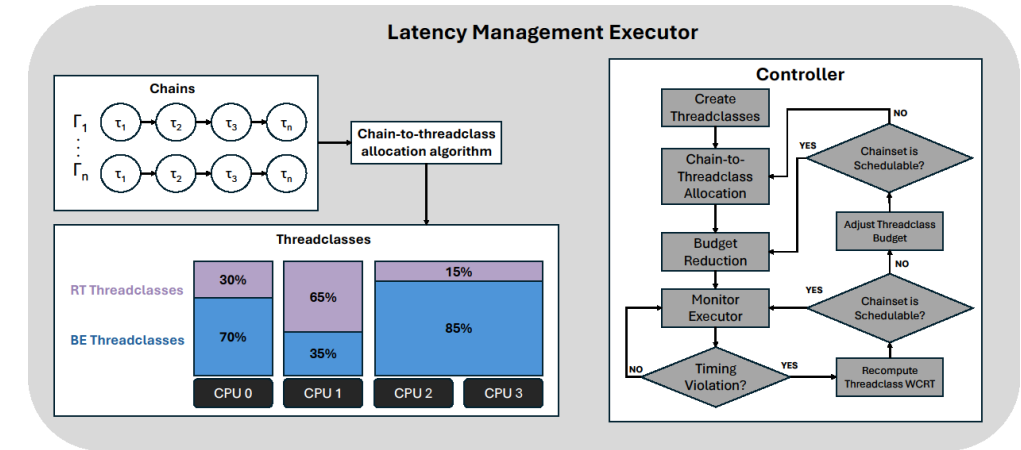 Latency Management Executor
Chains
Γ1
τ1
τ2
τ3
τn
Γn
τ1
τ2
τ3
τn
Chain-to-threadclass
allocation algorithm
Threadclasses
RT Threadclasses
BE Threadclasses
30%
70%
65%
35%
15%
85%
CPU 0
CPU 1
CPU 2
CPU 3
Controller
Create
Threadclasses
Chain-to-
Threadclass
Allocation
Budget
Reduction
Monitor
Executor
Timing
Violation?
NO
YES
Recompute
Threadclass WCRT
Chainset is
Schedulable?
YES
NO
Adjust Threadclass
Budget
Chainset is
Schedulable?
YES
NO